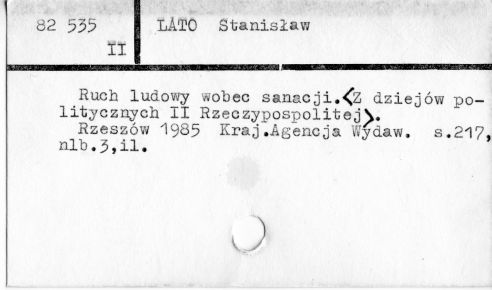 82 535 LATO Stanisław
II
Ruch ludowy wobec sanacji.<Z dziejów po-
litycznych II Rzeczypospolitej>.
Rzeszów 1985 Kraj.Agencja Wydaw. s.217,
nlb.3,il.